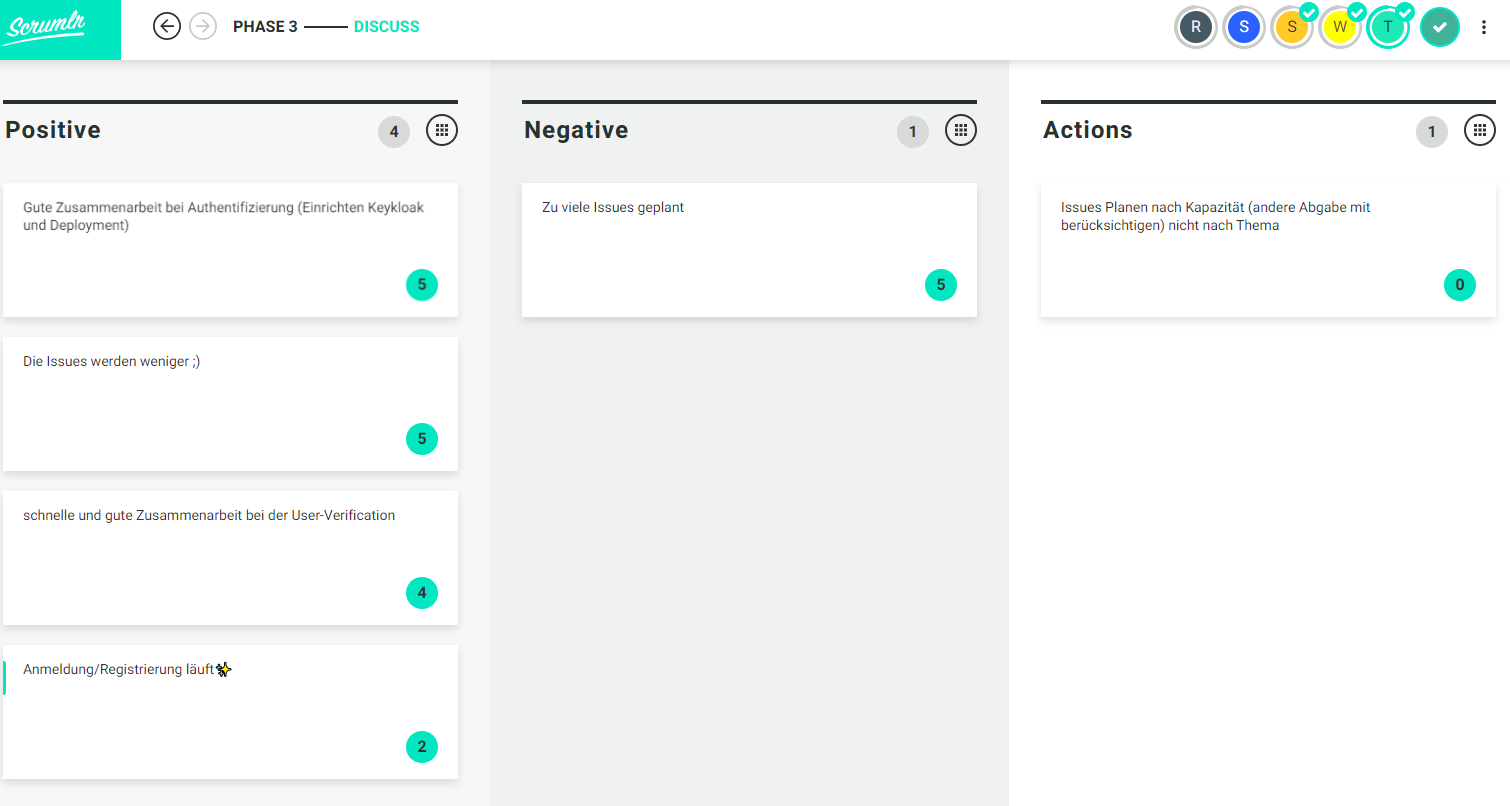 Scrumlr
PHASE 3
DISCUSS
R
S
S
W
T
Positive
4
Gute Zusammenarbeit bei Authentifizierung (Einrichten Keykloak
und Deployment)
5
Die Issues werden weniger ;)
5
schnelle und gute Zusammenarbeit bei der User-Verification
4
Anmeldung/Registrierung läuft✨
2
Negative
1
Zu viele Issues geplant
5
Actions
1
Issues Planen nach Kapazität (andere Abgabe mit
berücksichtigen) nicht nach Thema
0